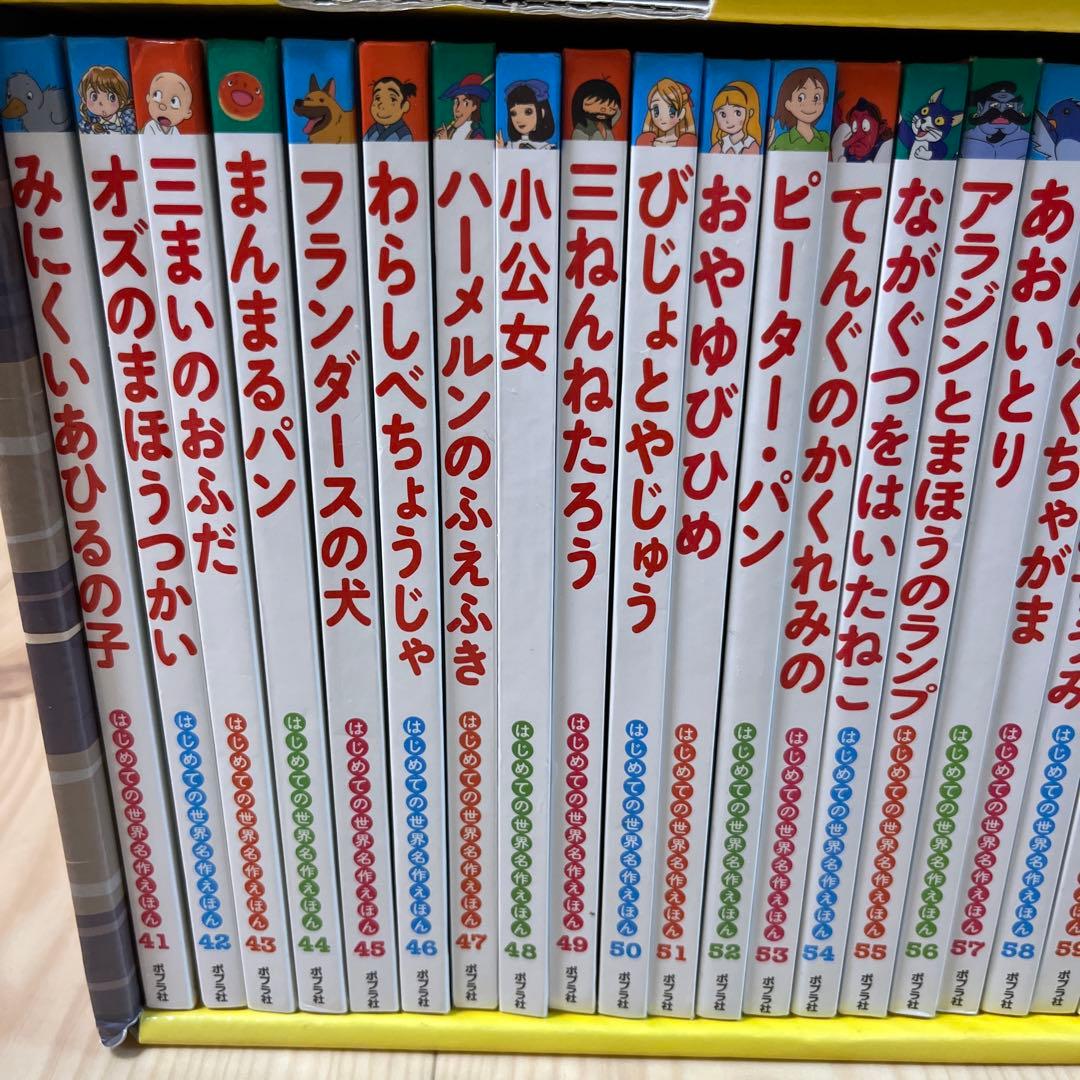 みにくいあひるの子
はじめての世界名作えほん 41
ポプラ社
オズのまほうつかい
はじめての世界名作えほん 42
ポプラ社
三まいのおふだ
はじめての世界名作えほん 43
ポプラ社
まんまるパン
はじめての世界名作えほん 44
ポプラ社
フランダースの犬
はじめての世界名作えほん 45
ポプラ社
わらしべちょうじゃ
はじめての世界名作えほん 46
ポプラ社
ハーメルンのふえふき
はじめての世界名作えほん 47
ポプラ社
小公女
はじめての世界名作えほん 48
ポプラ社
三ねんねたろう
はじめての世界名作えほん 49
ポプラ社
びじょとやじゅう
はじめての世界名作えほん 50
ポプラ社
おやゆびひめ
はじめての世界名作えほん 51
ポプラ社
ピーター・パン
はじめての世界名作えほん 52
ポプラ社
てんぐのかくれみの
はじめての世界名作えほん 53
ポプラ社
ながぐつをはいたねこ
はじめての世界名作えほん 54
ポプラ社
アラジンとまほうのランプ
はじめての世界名作えほん 55
ポプラ社
あおいとり
はじめての世界名作えほん 56
ポプラ社
んぶくちゃがま
はじめての世界名作えほん 57
ポプラ社
はじめての世界名作えほん 58
ポプラ社
59
ポプラ社